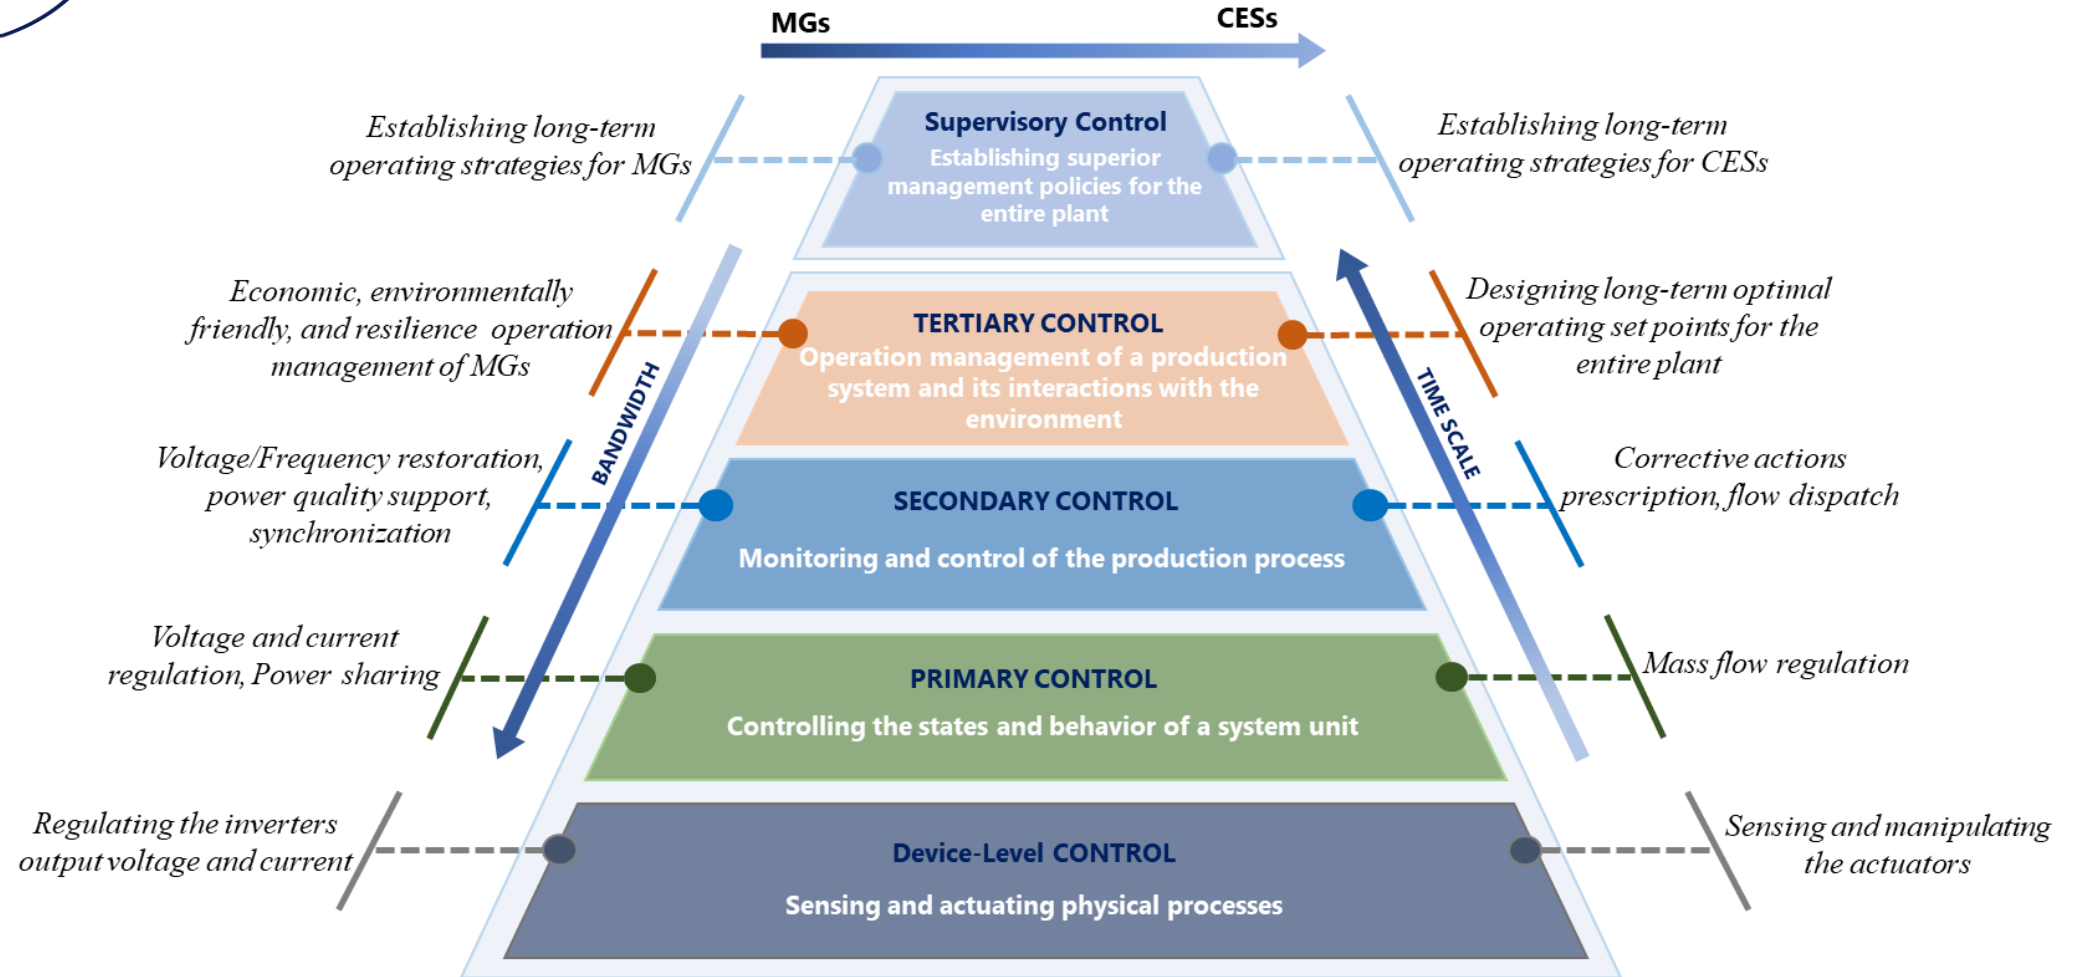 MGs
CESs
Supervisory Control
Establishing superior
management policies for the
entire plant
Establishing long-term
operating strategies for MGs
Establishing long-term
operating strategies for CESs
TERTIARY CONTROL
Operation management of a production
system and its interactions with the
environment
Economic, environmentally
friendly, and resilience operation
management of MGs
Designing long-term optimal
operating set points for the
entire plant
BANDWIDTH
TIME SCALE
SECONDARY CONTROL
Monitoring and control of the production process
Voltage/Frequency restoration,
power quality support,
synchronization
Corrective actions
prescription, flow dispatch
PRIMARY CONTROL
Controlling the states and behavior of a system unit
Voltage and current
regulation, Power sharing
Mass flow regulation
Device-Level CONTROL
Sensing and actuating physical processes
Regulating the inverters
output voltage and current
Sensing and manipulating
the actuators